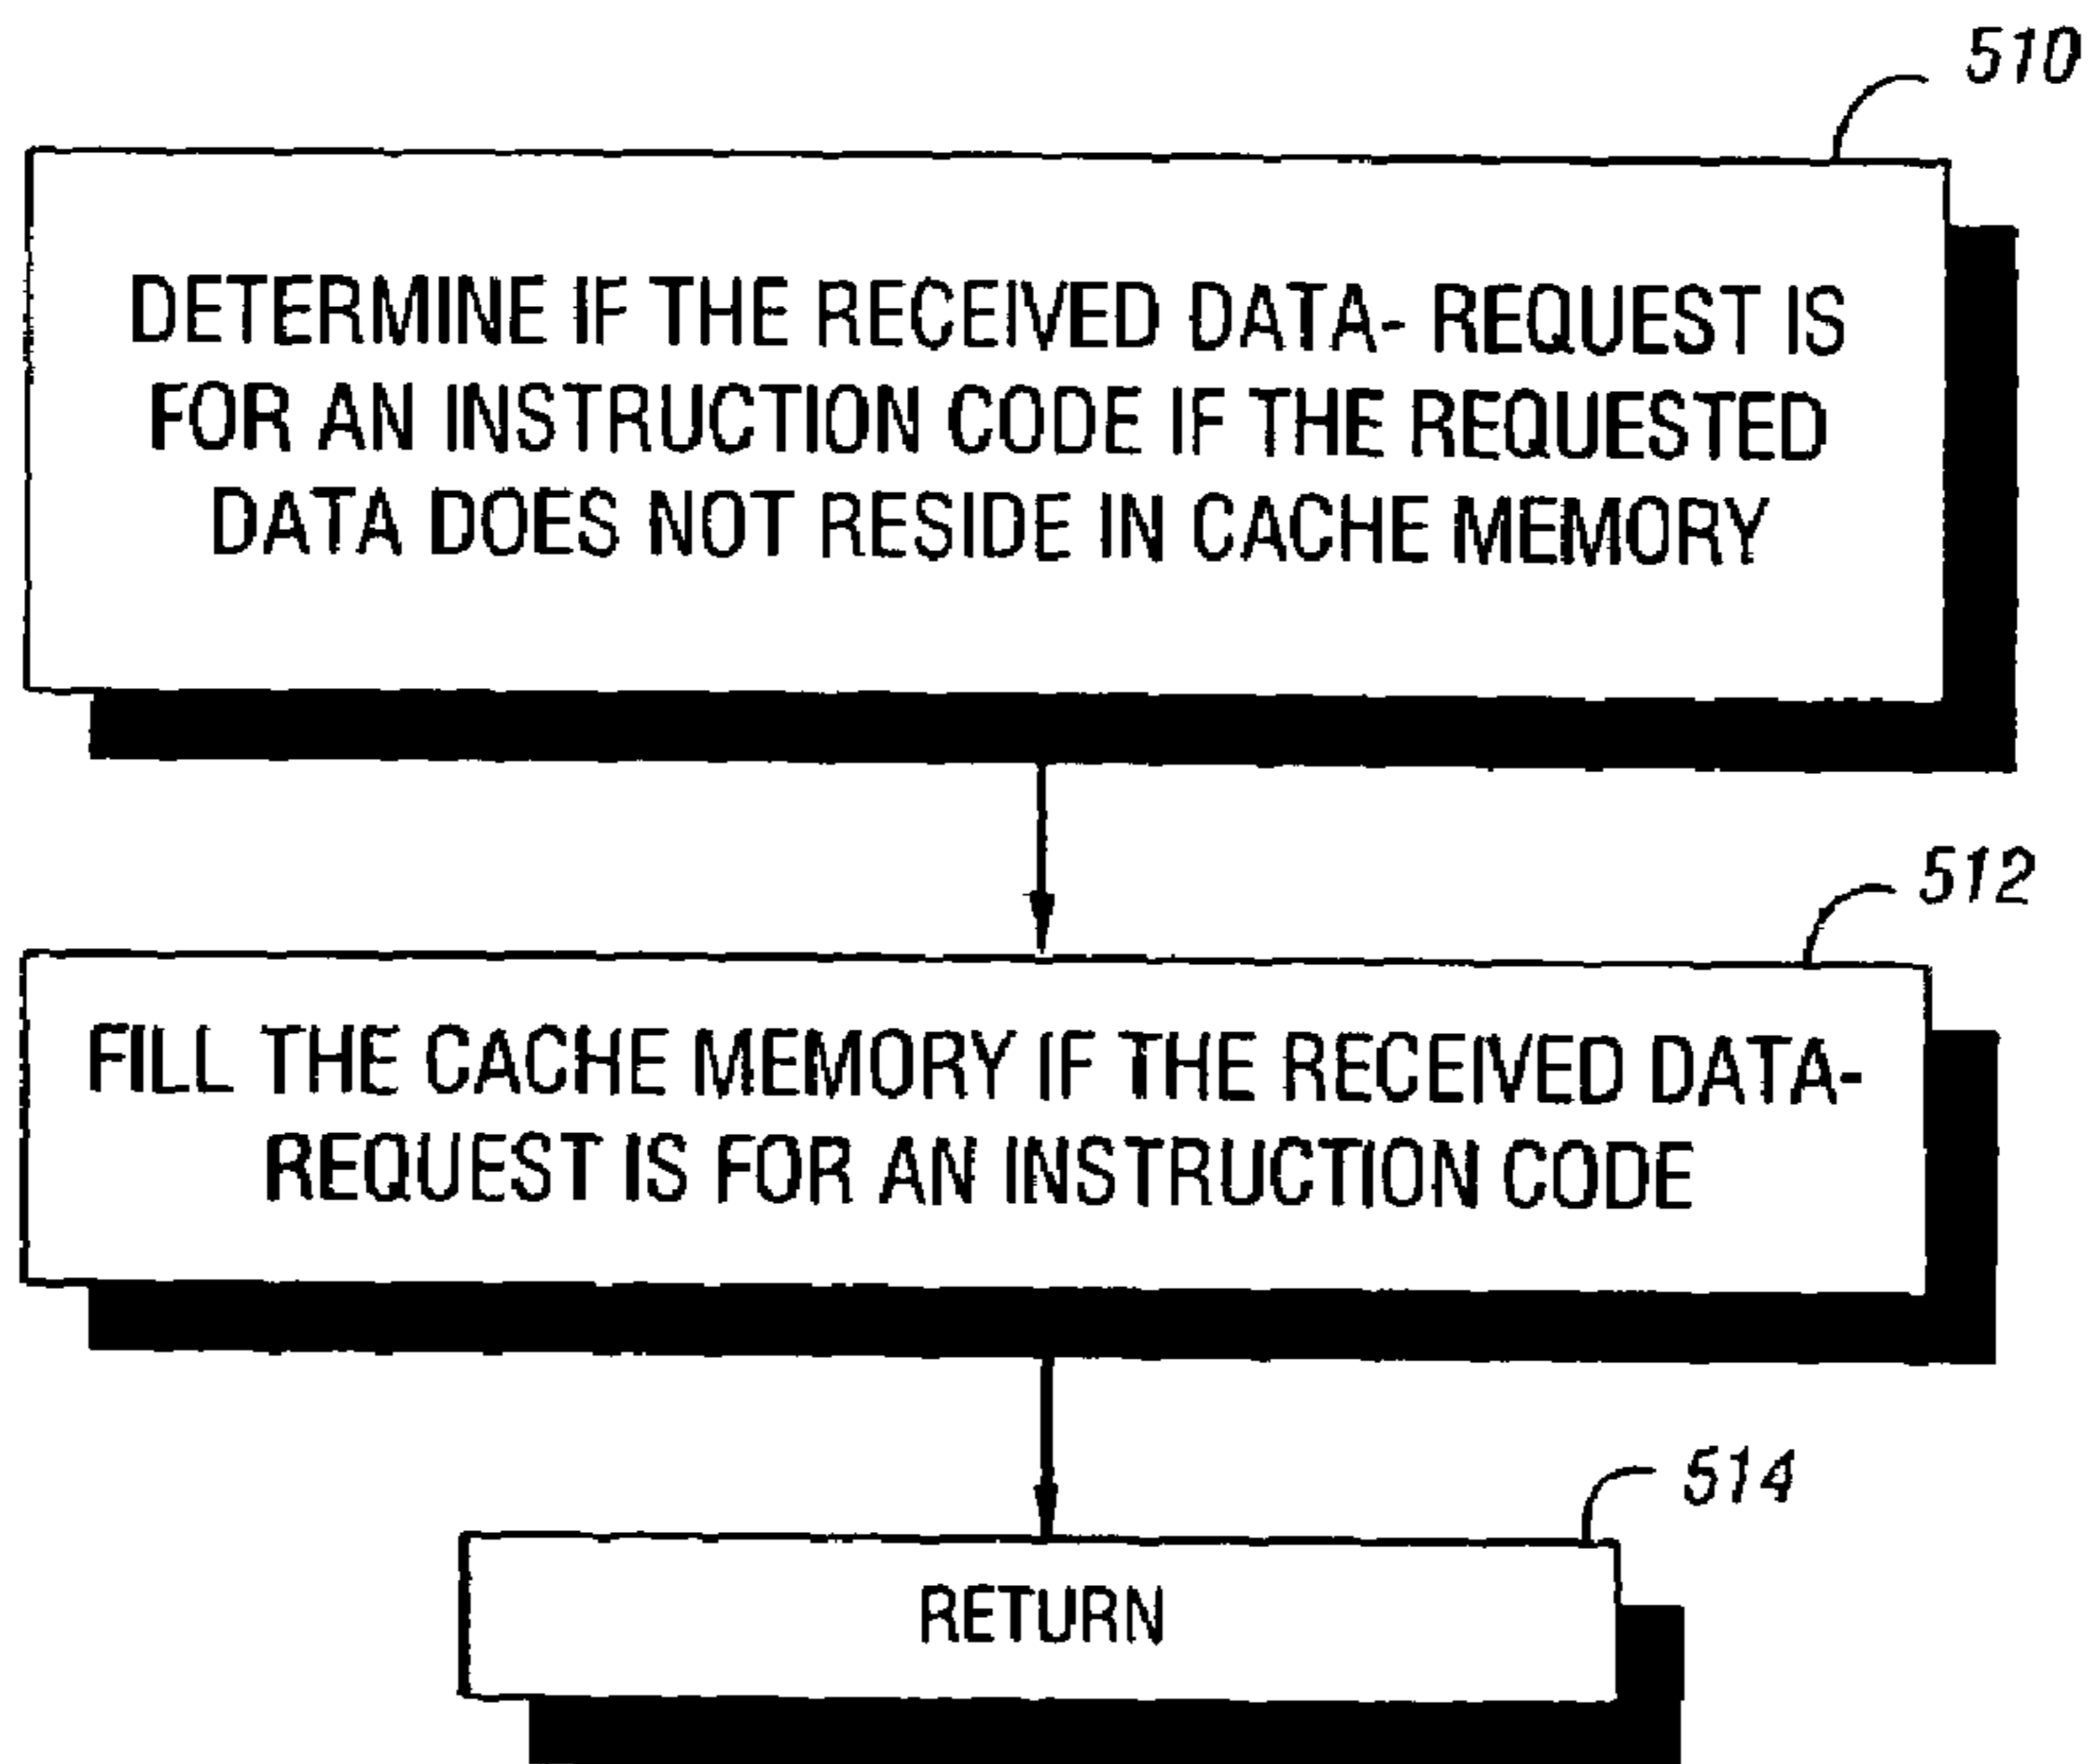 510
DETERMINE IF THE RECEIVED DATA- REQUEST IS
FOR AN INSTRUCTION CODE IF THE REQUESTED
DATA DOES NOT RESIDE IN CACHE MEMORY
512
FILL THE CACHE MEMORY IF THE RECEIVED DATA-
REQUEST IS FOR AN INSTRUCTION CODE
514
RETURN